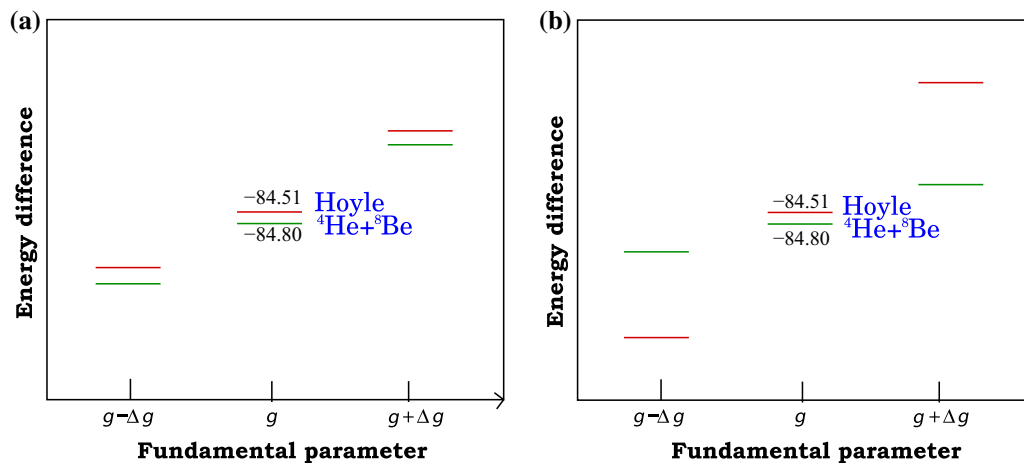 (a)
Energy difference
−84.51
Hoyle
⁴He+⁸Be
−84.80
g−Δg
g
g+Δg
Fundamental parameter
(b)
Energy difference
−84.51
Hoyle
⁴He+⁸Be
−84.80
g−Δg
g
g+Δg
Fundamental parameter